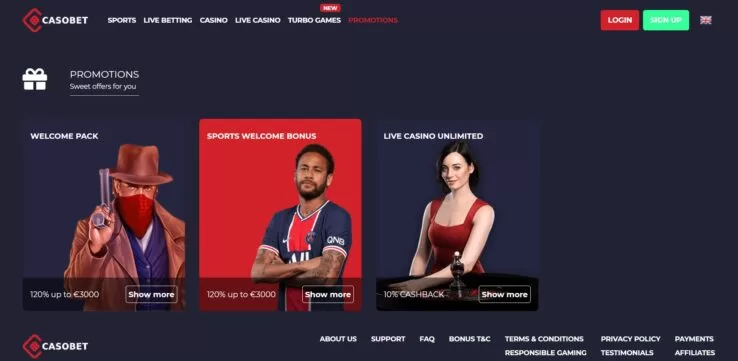 NEW
CASOBET SPORTS LIVE BETTING CASINO LIVE CASINO TURBO GAMES PROMOTIONS LOGIN SIGN UP
PROMOTIONS
Sweet offers for you
WELCOME PACK
SPORTS WELCOME BONUS
LIVE CASINO UNLIMITED
QNB
120% up to €3000 Show more
120% up to €3000 Show more
10% CASHBACK Show more
CASOBET
ABOUT US SUPPORT FAQ BONUS T&C TERMS & CONDITIONS PRIVACY POLICY PAYMENTS
RESPONSIBLE GAMING TESTIMONIALS AFFILIATES